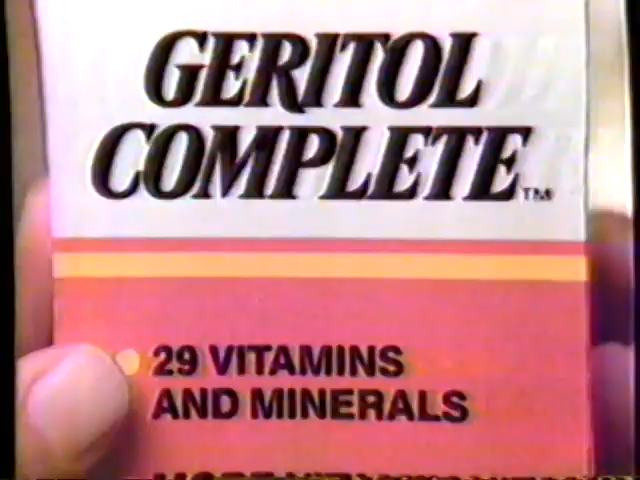 GERITOL
COMPLETE™
29 VITAMINS
AND MINERALS